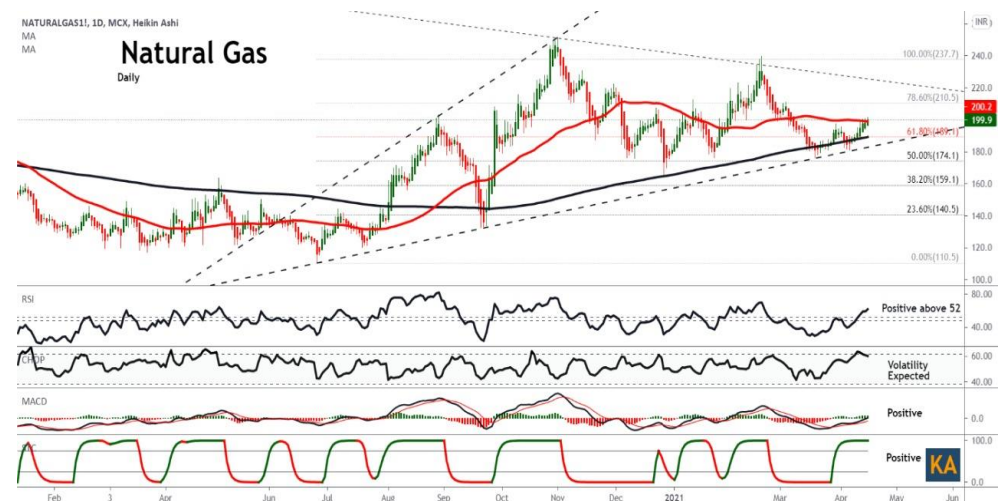 NATURALGAS1!, 1D, MCX, Heikin Ashi
MA
MA
Natural Gas
Daily
INR
240.0
220.0
200.2
199.9
180.0
160.0
140.0
120.0
100.0
100.00%(237.7)
78.60%(210.5)
61.80%(189.1)
50.00%(174.1)
38.20%(159.1)
23.60%(140.5)
0.00%(110.5)
RSI
Positive above 52
80.00
40.00
CHOP
Volatility
Expected
60.00
40.00
MACD
Positive
0.0
Positive
KA
100.0
0.0
Feb 3 Apr Jun Jul Aug Sep Oct Nov Dec 2021 Mar Apr May Jun